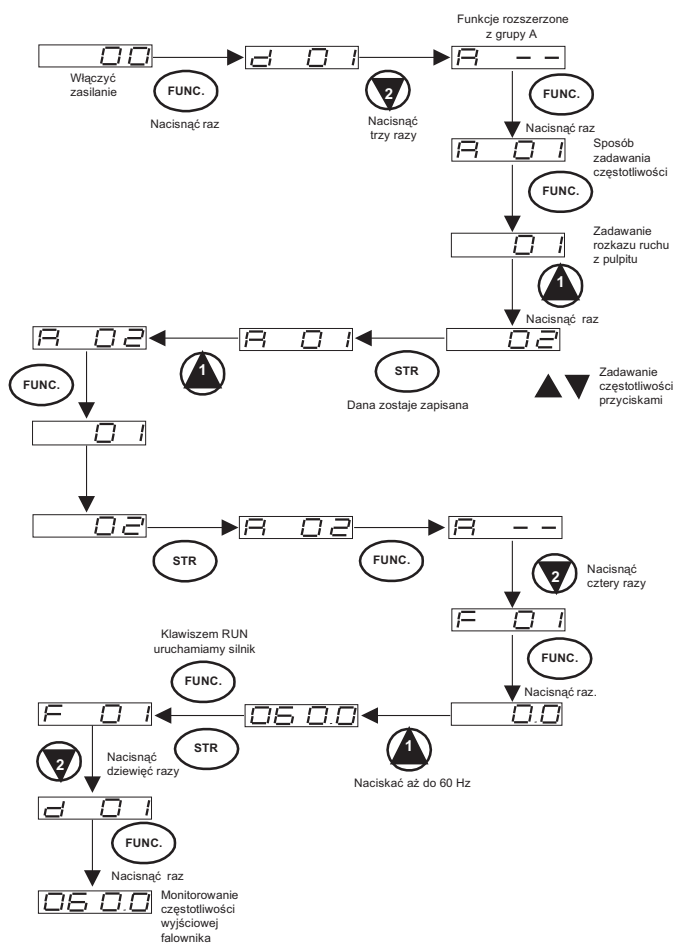 Funkcje rozszerzone
z grupy A
00
d 01
A --
Włączyć
zasilanie
FUNC.
Nacisnąć raz
2
Nacisnąć
trzy razy
FUNC.
Nacisnąć raz
A 01
Sposób
zadawania
częstotliwości
FUNC.
01
Zadawanie
rozkazu ruchu
z pulpitu
1
Nacisnąć raz
A 02
1
A 01
STR
Dana zostaje zapisana
02
Zadawanie
częstotliwości
przyciskami
FUNC.
01
02
STR
A 02
FUNC.
A --
2
Nacisnąć
cztery razy
F 01
FUNC.
Nacisnąć raz.
0.0
Klawiszem RUN
uruchamiamy silnik
FUNC.
F 01
STR
060.0
1
Naciskać aż do 60 Hz
2
Nacisnąć
dziewięć razy
d 01
FUNC.
Nacisnąć raz
060.0
Monitorowanie
częstotliwości
wyjściowej
falownika